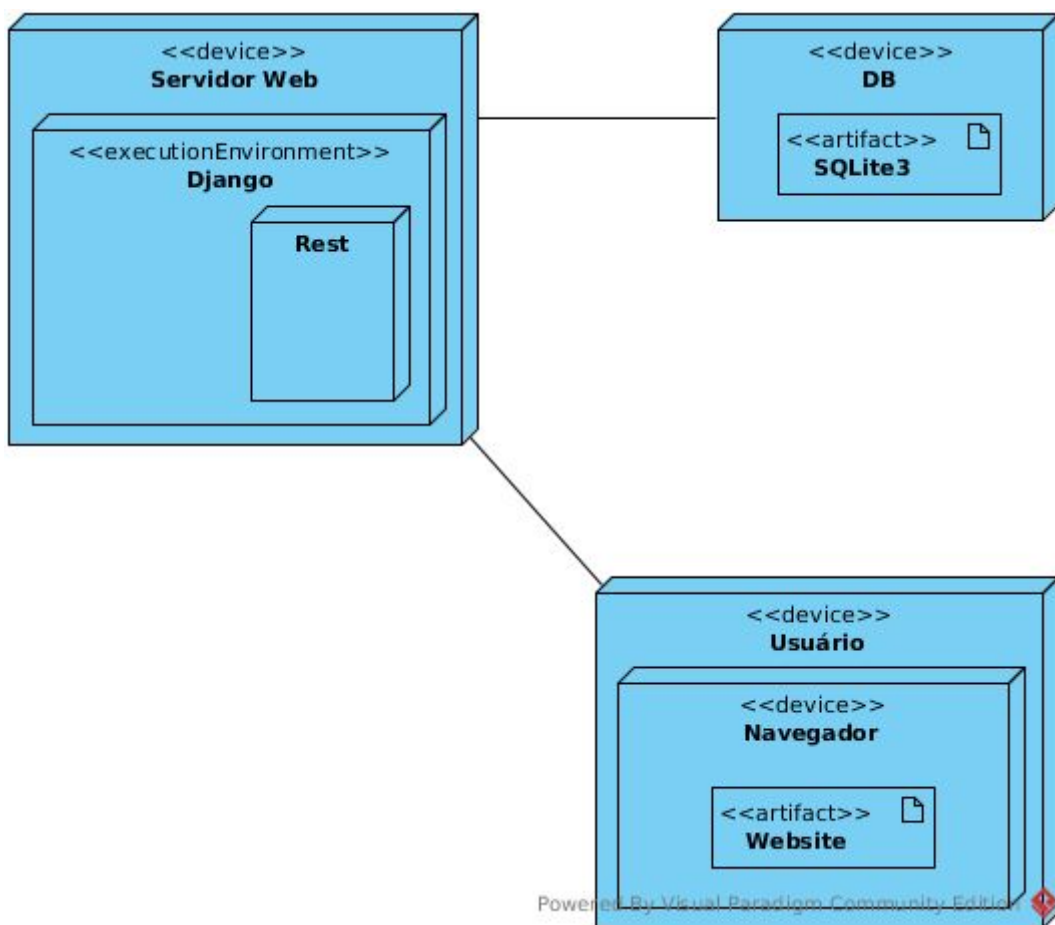 <<device>>
Servidor Web
<<executionEnvironment>>
Django
Rest
<<device>>
DB
<<artifact>>
SQLite3
<<device>>
Usuário
<<device>>
Navegador
<<artifact>>
Website
Powered By Visual Paradigm Community Edition